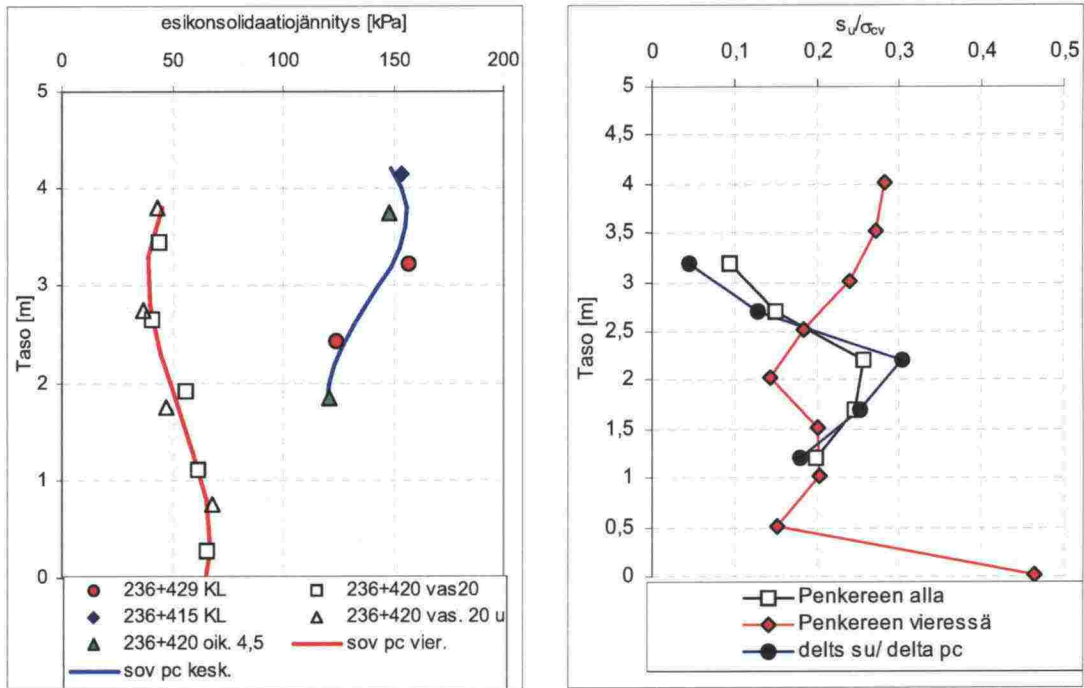 esikonsolidaatiojännitys [kPa]
0 50 100 150 200
5
4
3
2
1
0
Taso [m]
236+429 KL
236+415 KL
236+420 oik. 4,5
sov pc kesk.
236+420 vas20
236+420 vas. 20 u
sov pc vier.
su/σcv
0 0,1 0,2 0,3 0,4 0,5
5
4,5
4
3,5
3
2,5
2
1,5
1
0,5
0
Taso [m]
Penkereen alla
Penkereen vieressä
delts su/ delta pc